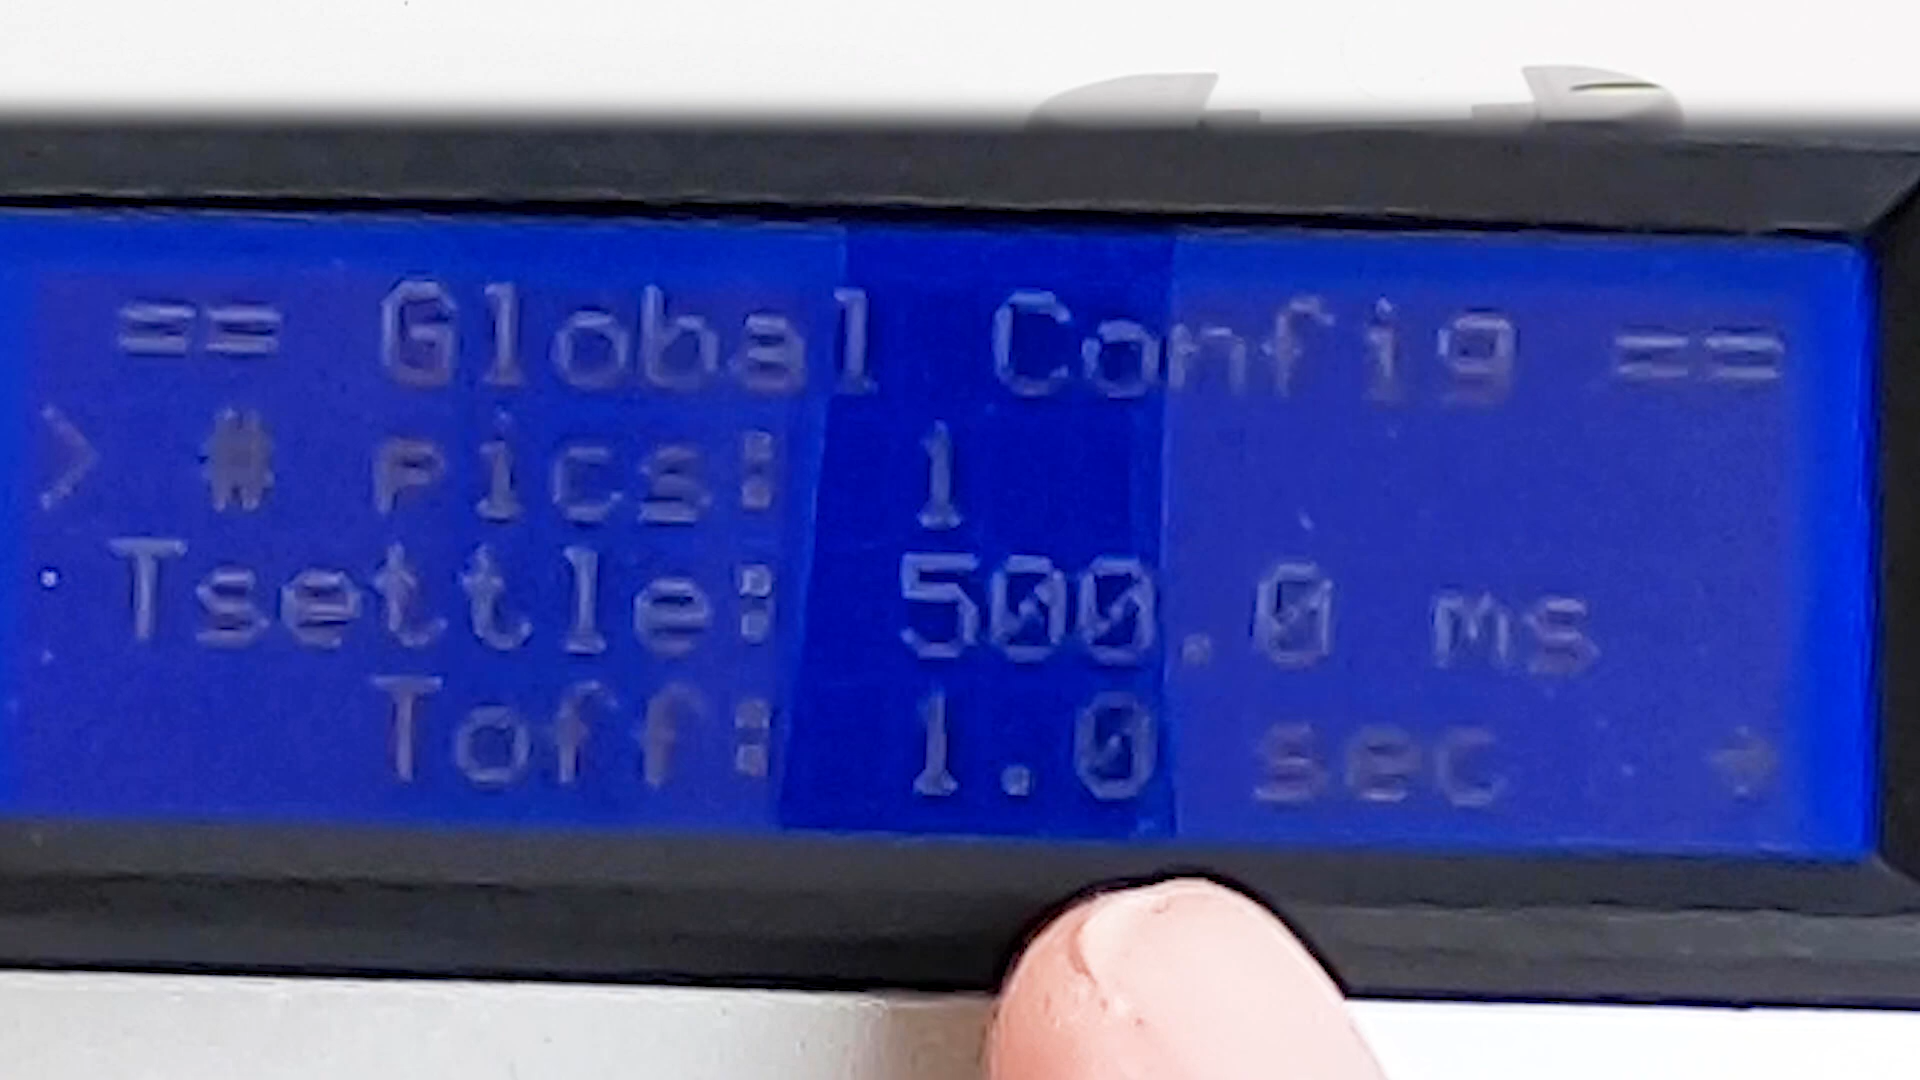 == Global Config ==
> # pics: 1
Tsettle: 500.0 ms
Toff: 1.0 sec →